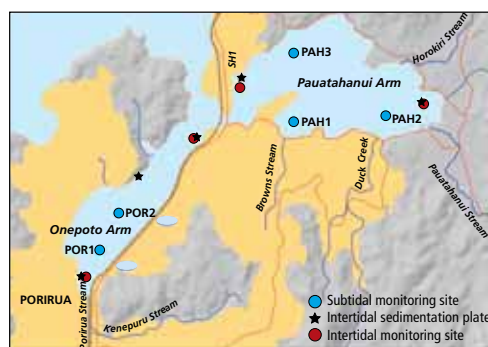 SH1
PAH3
Horokiri Stream
Pauatahanui Arm
PAH1
PAH2
Browns Stream
Duck Creek
Pauatahanui Stream
POR2
Onepoto Arm
POR1
PORIRUA
Porirua Stream
Kenepuru Stream
Subtidal monitoring site
Intertidal sedimentation plate
Intertidal monitoring site